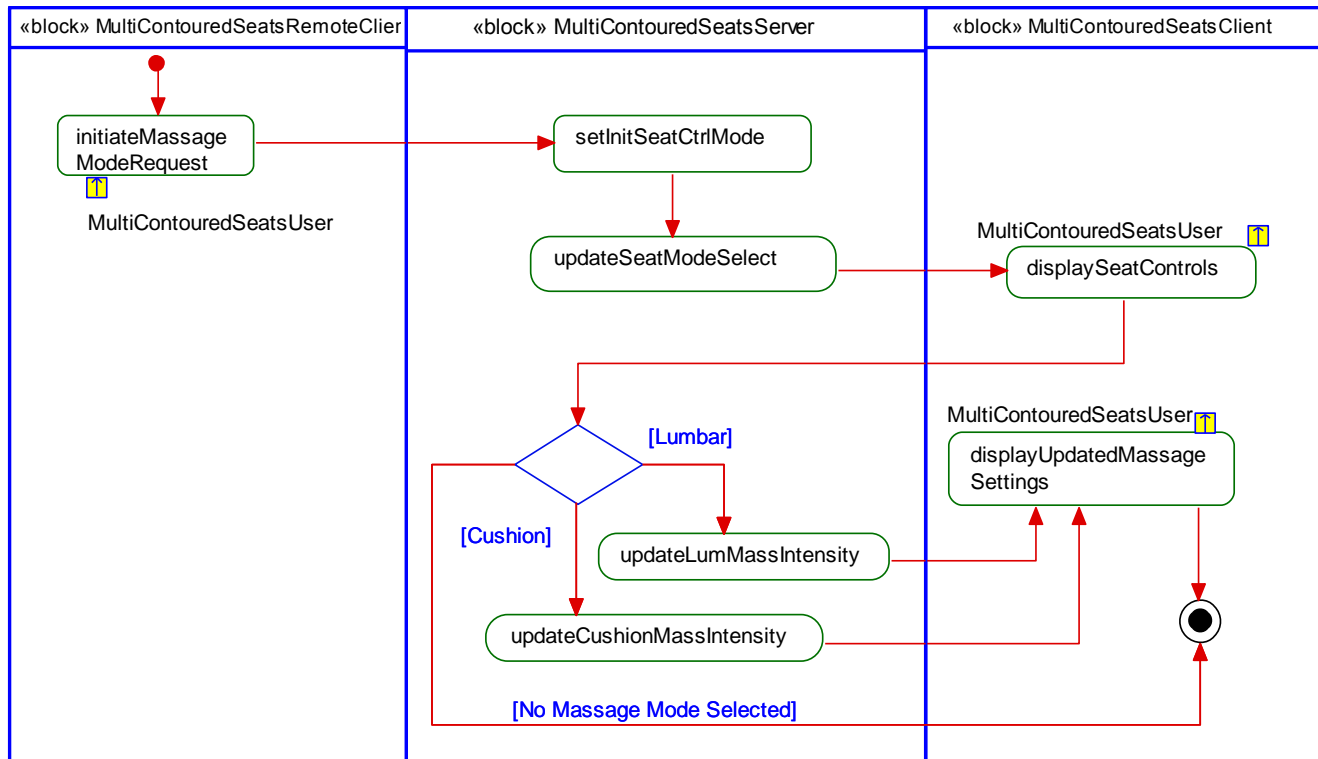 «block» MultiContouredSeatsRemoteClier
«block» MultiContouredSeatsServer
«block» MultiContouredSeatsClient
initiateMassage
ModeRequest
MultiContouredSeatsUser
setInitSeatCtrlMode
updateSeatModeSelect
MultiContouredSeatsUser
displaySeatControls
[Lumbar]
[Cushion]
updateLumMassIntensity
updateCushionMassIntensity
[No Massage Mode Selected]
MultiContouredSeatsUser
displayUpdatedMassage
Settings